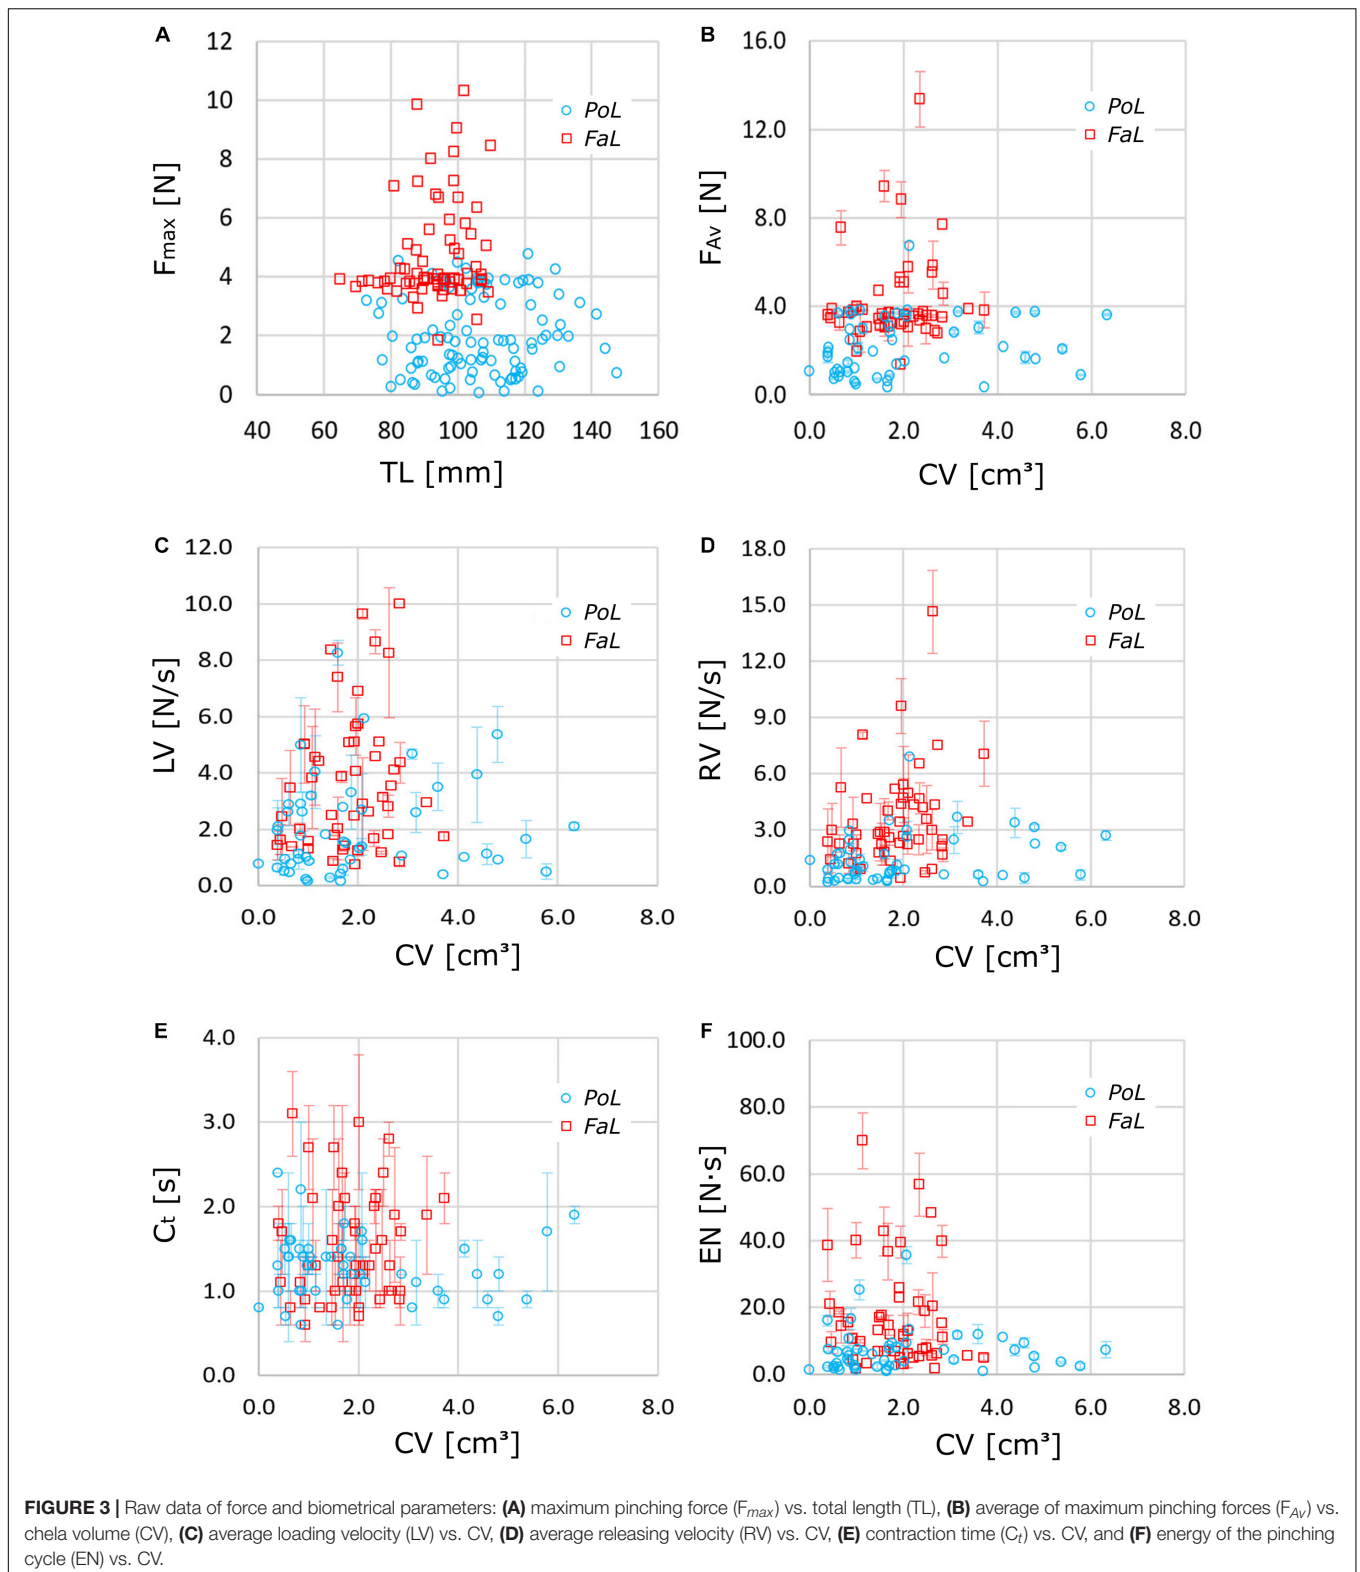 A
12
10
8
6
4
2
0
Fmax [N]
40 60 80 100 120 140 160
TL [mm]
PoL
FaL
B
16.0
12.0
8.0
4.0
0.0
FAv [N]
0.0 2.0 4.0 6.0 8.0
CV [cm³]
PoL
FaL
C
12.0
10.0
8.0
6.0
4.0
2.0
0.0
LV [N/s]
0.0 2.0 4.0 6.0 8.0
CV [cm³]
PoL
FaL
D
18.0
15.0
12.0
9.0
6.0
3.0
0.0
RV [N/s]
0.0 2.0 4.0 6.0 8.0
CV [cm³]
PoL
FaL
E
4.0
3.0
2.0
1.0
0.0
Ct [s]
0.0 2.0 4.0 6.0 8.0
CV [cm³]
PoL
FaL
F
100.0
80.0
60.0
40.0
20.0
0.0
EN [N·s]
0.0 2.0 4.0 6.0 8.0
CV [cm³]
PoL
FaL
FIGURE 3 | Raw data of force and biometrical parameters: (A) maximum pinching force (Fmax) vs. total length (TL), (B) average of maximum pinching forces (FAv) vs.
chela volume (CV), (C) average loading velocity (LV) vs. CV, (D) average releasing velocity (RV) vs. CV, (E) contraction time (Ct) vs. CV, and (F) energy of the pinching
cycle (EN) vs. CV.